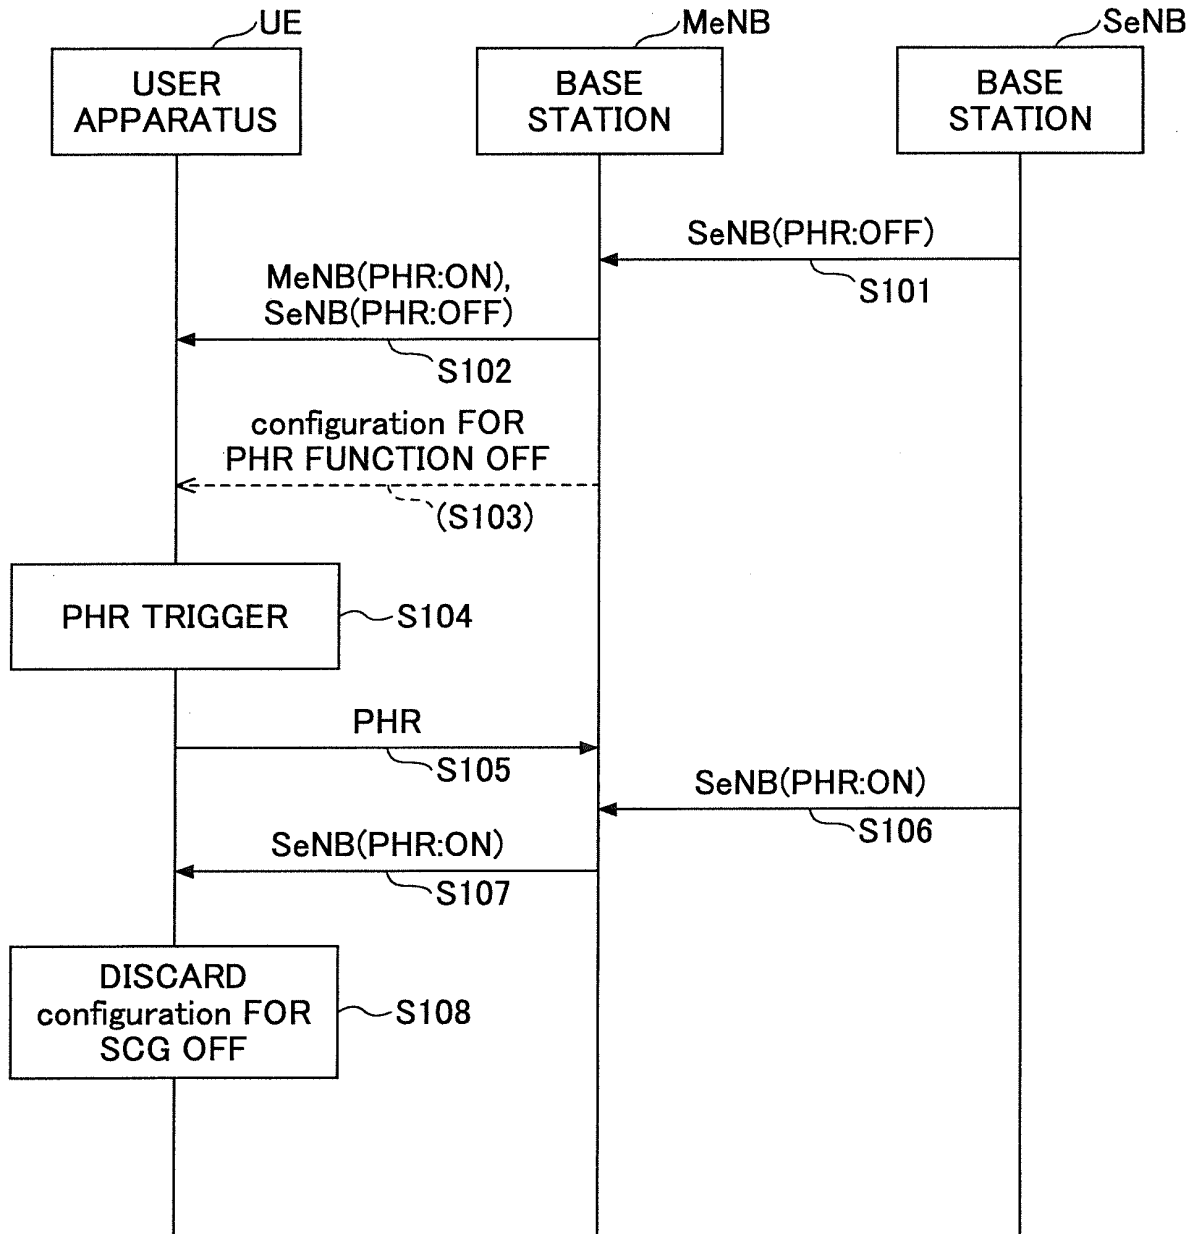 UE
MeNB
SeNB
USER
APPARATUS
BASE
STATION
BASE
STATION
SeNB(PHR:OFF)
S101
MeNB(PHR:ON),
SeNB(PHR:OFF)
S102
configuration FOR
PHR FUNCTION OFF
(S103)
PHR TRIGGER
S104
PHR
S105
SeNB(PHR:ON)
S106
SeNB(PHR:ON)
S107
DISCARD
configuration FOR
SCG OFF
S108